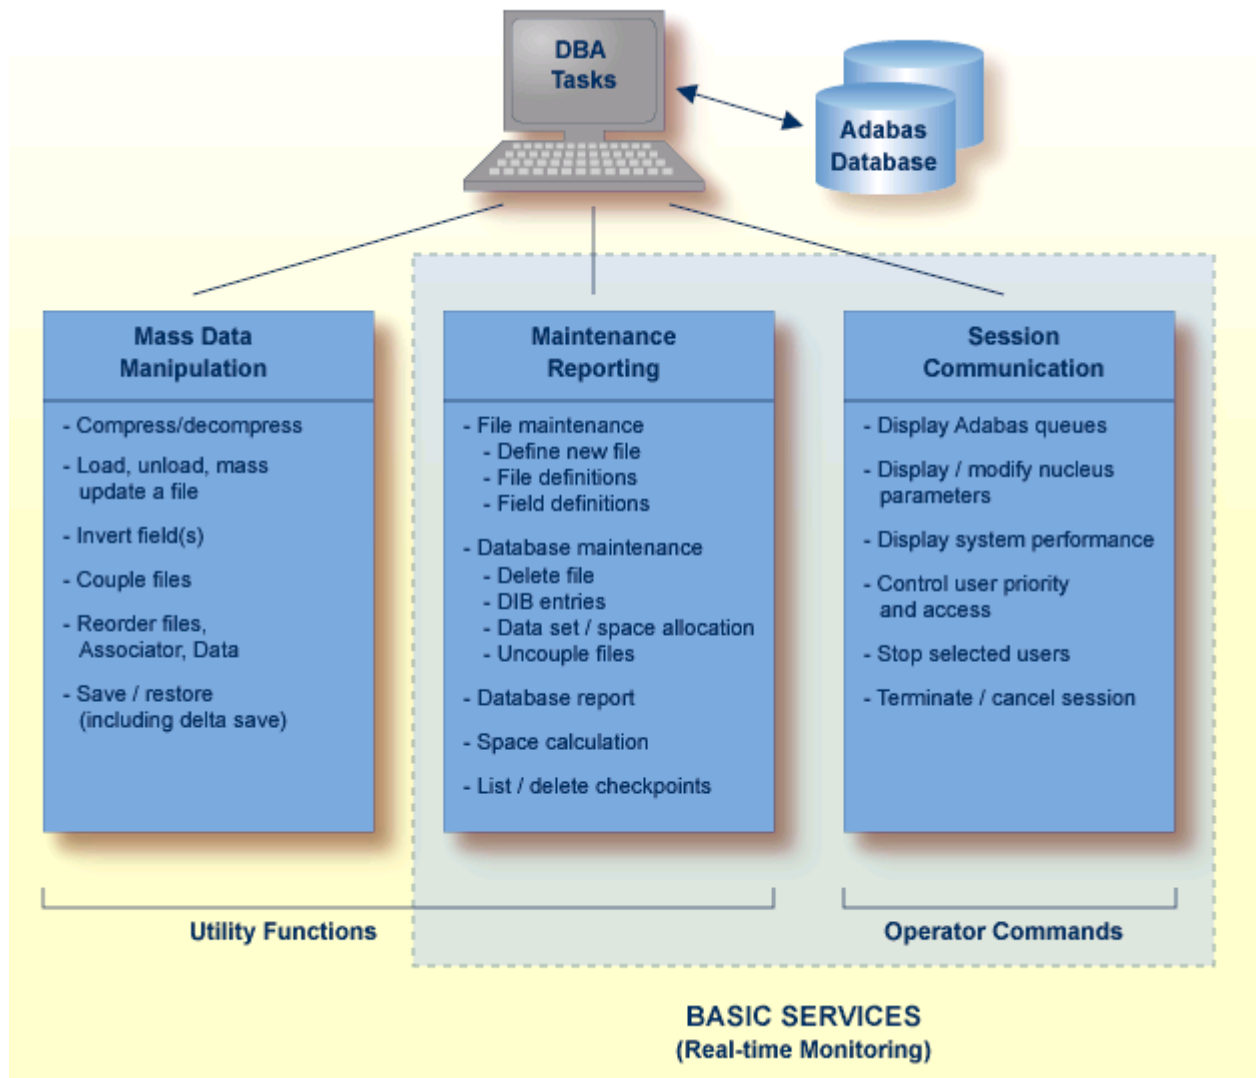 DBA
Tasks
Adabas
Database
Mass Data
Manipulation
- Compress/decompress
- Load, unload, mass
update a file
- Invert field(s)
- Couple files
- Reorder files,
Associator, Data
- Save / restore
(including delta save)
Maintenance
Reporting
- File maintenance
- Define new file
- File definitions
- Field definitions
- Database maintenance
- Delete file
- DIB entries
- Data set / space allocation
- Uncouple files
- Database report
- Space calculation
- List / delete checkpoints
Session
Communication
- Display Adabas queues
- Display / modify nucleus
parameters
- Display system performance
- Control user priority
and access
- Stop selected users
- Terminate / cancel session
Utility Functions
Operator Commands
BASIC SERVICES
(Real-time Monitoring)